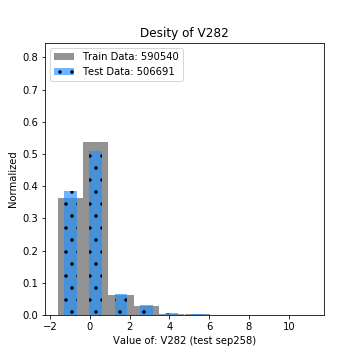 Desity of V282
Train Data: 590540
Test Data: 506691
Normalized
0.8
0.7
0.6
0.5
0.4
0.3
0.2
0.1
0.0
−2 0 2 4 6 8 10
Value of: V282 (test sep258)